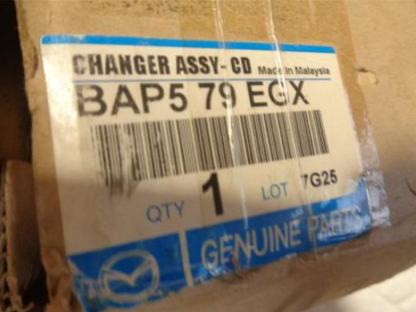 CHANGER ASSY-CD Made In Malaysia
BAP5 79 EGX
QTY 1 LOT 7G25
GENUINE PARTS